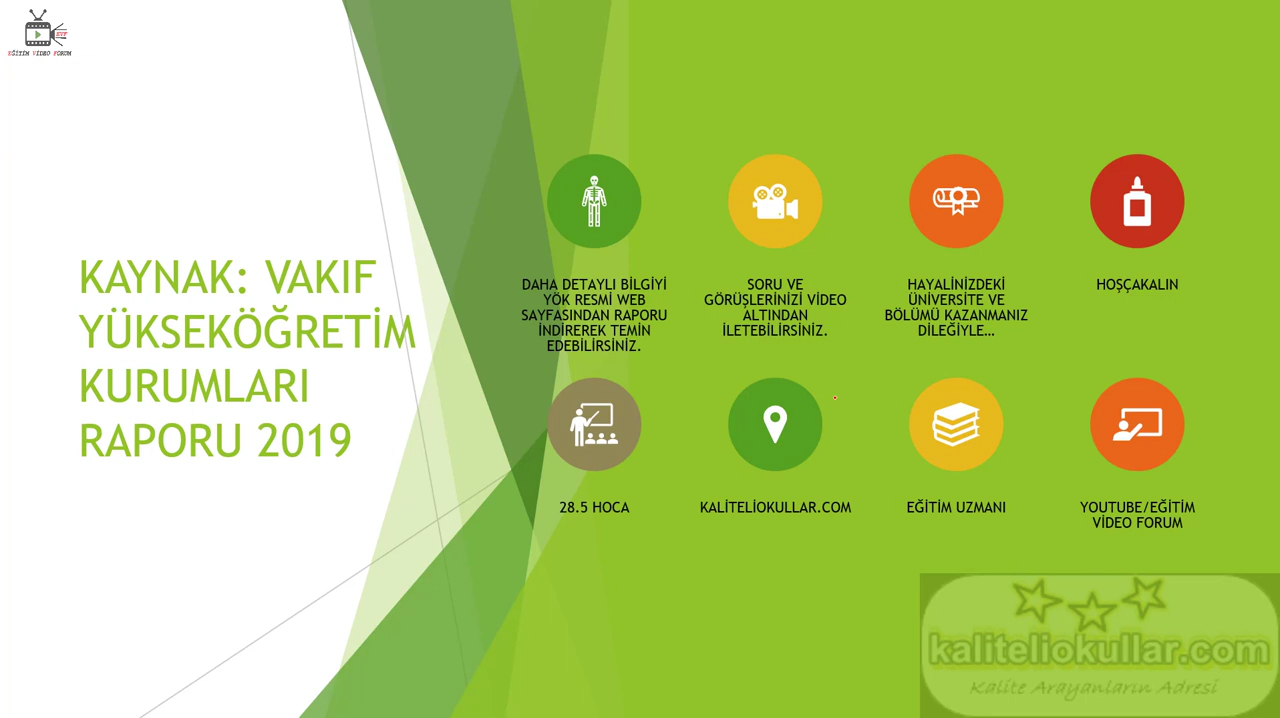 EVF
EĞİTİM VİDEO FORUM
KAYNAK: VAKIF
YÜKSEKÖĞRETİM
KURUMLARI
RAPORU 2019
DAHA DETAYLI BİLGİYİ
YÖK RESMİ WEB
SAYFASINDAN RAPORU
İNDİREREK TEMİN
EDEBİLİRSİNİZ.
SORU VE
GÖRÜŞLERİNİZİ VİDEO
ALTINDAN
İLETEBİLİRSİNİZ.
HAYALİNİZDEKİ
ÜNİVERSİTE VE
BÖLÜMÜ KAZANMANIZ
DİLEĞİYLE…
HOŞÇAKALIN
28.5 HOCA
KALİTELİOKULLAR.COM
EĞİTİM UZMANI
YOUTUBE/EĞİTİM
VİDEO FORUM
kaliteliokullar.com
Kalite Arayanların Adresi